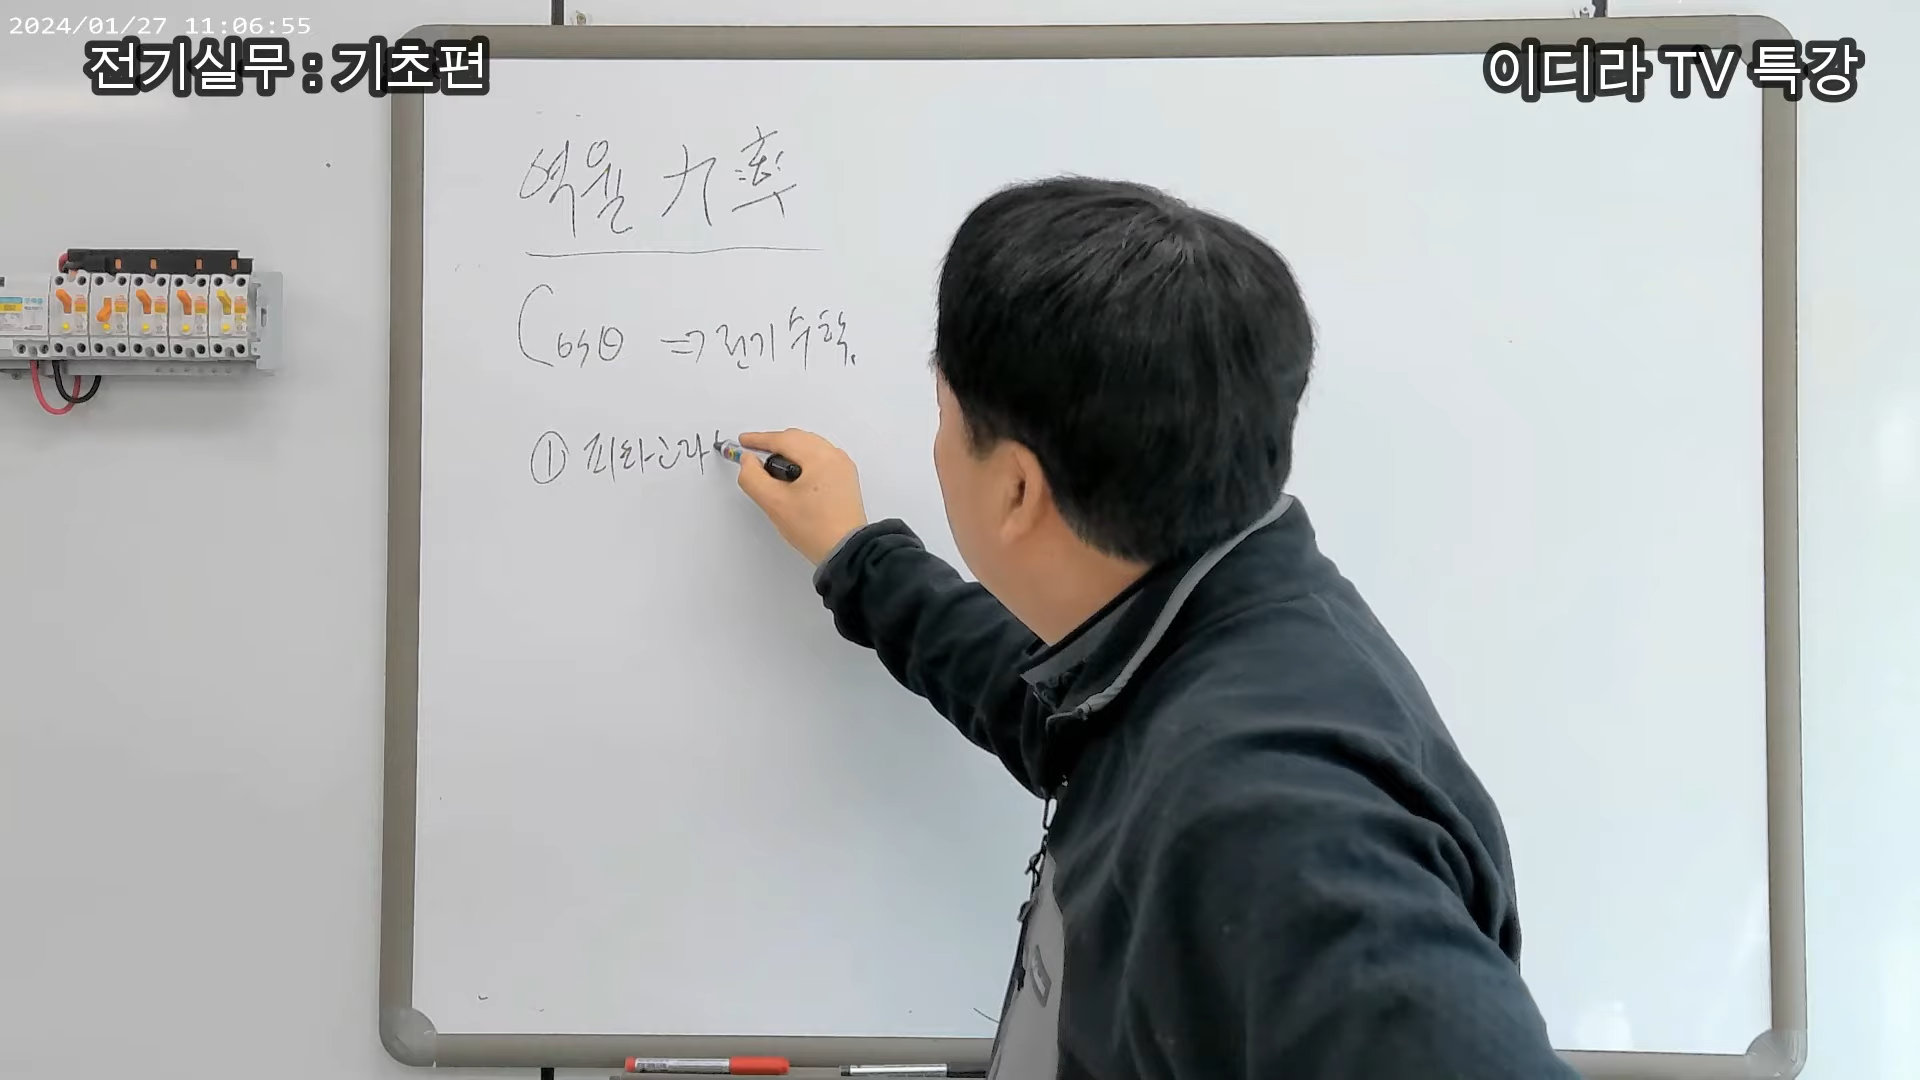 2024/01/27 11:06:55
전기실무 : 기초편
이디라 TV 특강
역율 力率
Cosθ ⇒ 전기수학.
① 피타고라